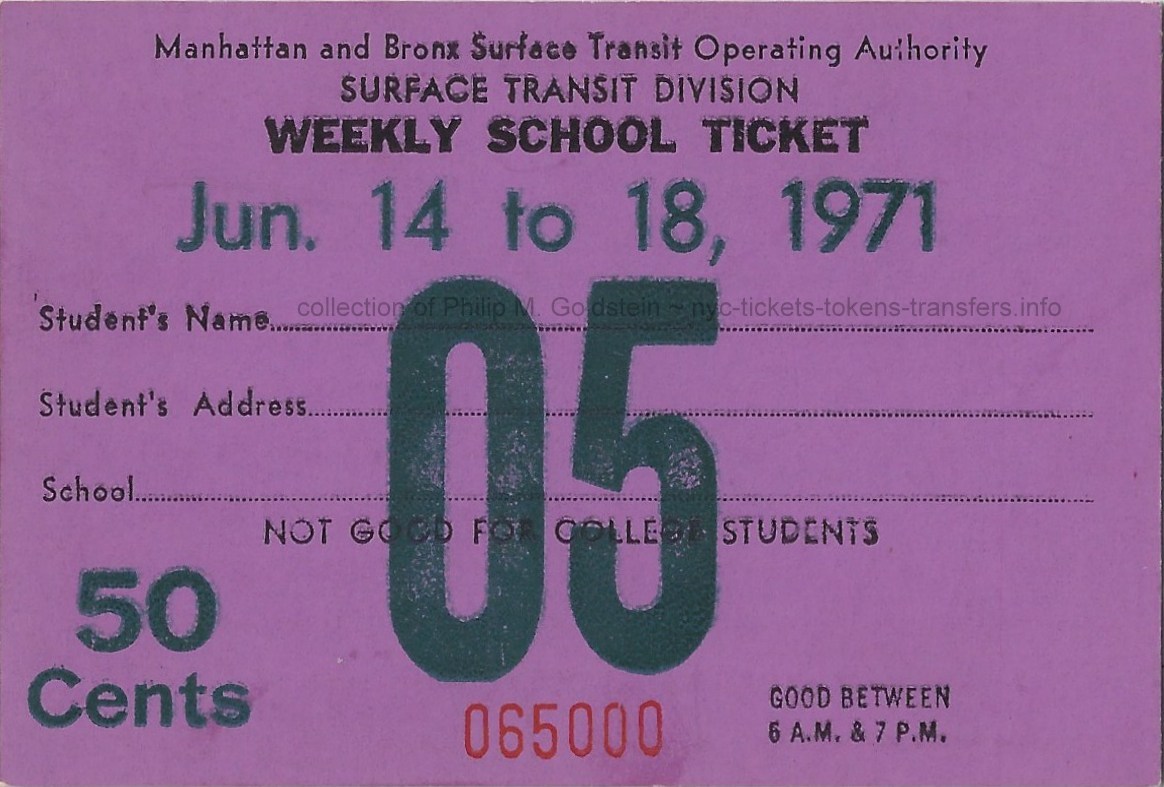 Manhattan and Bronx Surface Transit Operating Authority
SURFACE TRANSIT DIVISION
WEEKLY SCHOOL TICKET
Jun. 14 to 18, 1971
collection of Philip M. Goldstein ~ nyc-tickets-tokens-transfers.info
Student's Name
05
Student's Address
School
NOT GOOD FOR COLLEGE STUDENTS
50
Cents
065000
GOOD BETWEEN
6 A.M. & 7 P.M.